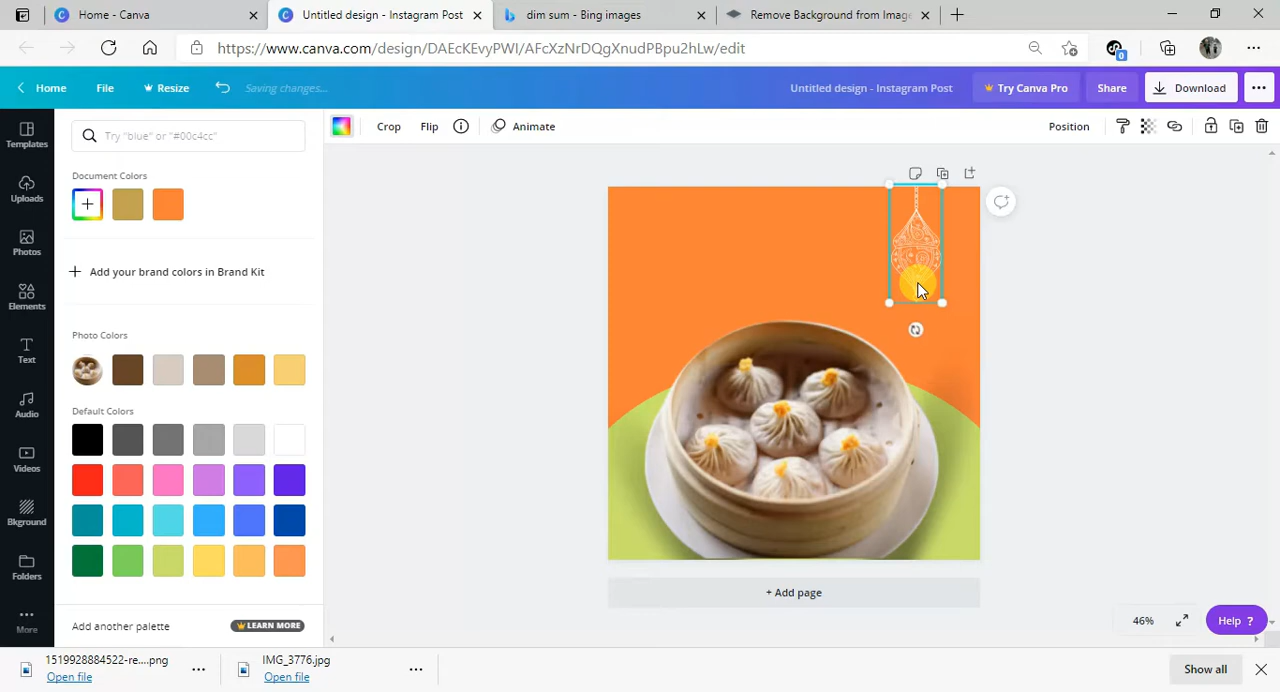 Home - Canva
Untitled design - Instagram Post
dim sum - Bing images
Remove Background from Image
https://www.canva.com/design/DAEcKEvyPWI/AFcXzNrDQgXnudPBpu2hLw/edit
0
Home
File
Resize
Saving changes...
Untitled design - Instagram Post
Try Canva Pro
Share
Download
Templates
Uploads
Photos
Elements
Text
Audio
Videos
Bkground
Folders
More
Try "blue" or "#00c4cc"
Document Colors
Add your brand colors in Brand Kit
Photo Colors
Default Colors
Add another palette
LEARN MORE
Crop
Flip
Animate
Position
+ Add page
46%
Help ?
1519928884522-re....png
Open file
IMG_3776.jpg
Open file
Show all